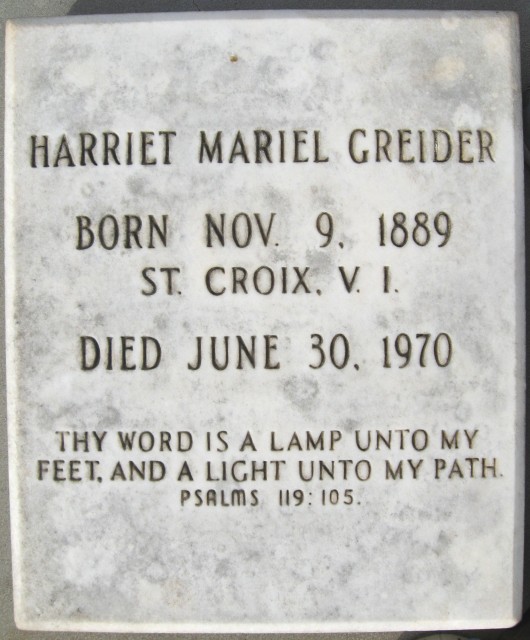 HARRIET MARIEL GREIDER
BORN NOV. 9, 1889
ST. CROIX, V. I.
DIED JUNE 30, 1970
THY WORD IS A LAMP UNTO MY
FEET, AND A LIGHT UNTO MY PATH.
PSALMS 119:105.